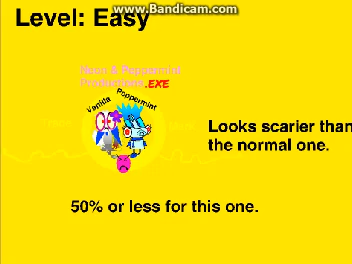 www.Bandicam.com
Level: Easy
Neon & Peppermint
Productions.EXE
Vanilla Peppermint
Looks scarier than
the normal one.
50% or less for this one.